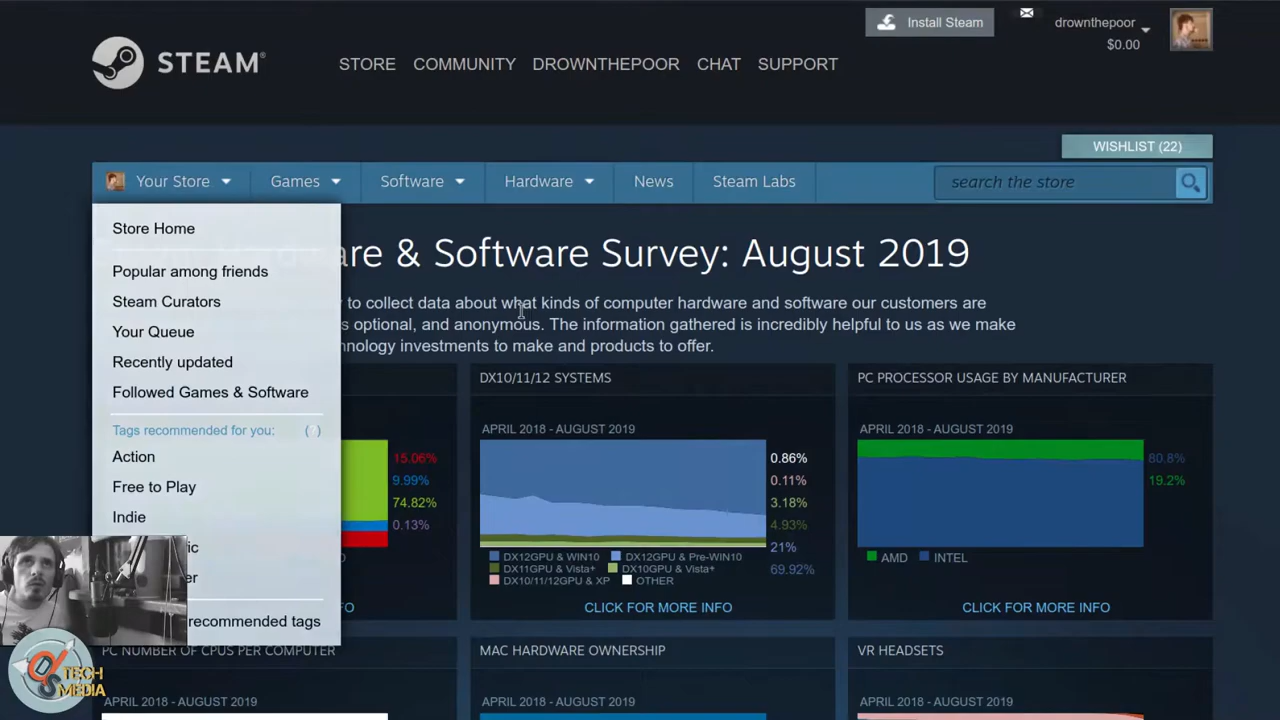 Install Steam
drownthepoor
$0.00
STEAM®
STORE COMMUNITY DROWNTHEPOOR CHAT SUPPORT
WISHLIST (22)
Your Store Games Software Hardware News Steam Labs
search the store
Store Home
Popular among friends
Steam Curators
Your Queue
Recently updated
Followed Games & Software
Tags recommended for you: (?)
Action
Free to Play
Indie
recommended tags
& Software Survey: August 2019
to collect data about what kinds of computer hardware and software our customers are
optional, and anonymous. The information gathered is incredibly helpful to us as we make
investments to make and products to offer.
15.06%
9.99%
74.82%
0.13%
DX10/11/12 SYSTEMS
APRIL 2018 - AUGUST 2019
0.86%
0.11%
3.18%
4.93%
21%
69.92%
DX12GPU & WIN10 DX12GPU & Pre-WIN10
DX11GPU & Vista+ DX10GPU & Vista+
DX10/11/12GPU & XP OTHER
CLICK FOR MORE INFO
PC PROCESSOR USAGE BY MANUFACTURER
APRIL 2018 - AUGUST 2019
80.8%
19.2%
AMD INTEL
CLICK FOR MORE INFO
PC NUMBER OF CPUS PER COMPUTER
APRIL 2018 - AUGUST 2019
MAC HARDWARE OWNERSHIP
APRIL 2018 - AUGUST 2019
VR HEADSETS
APRIL 2018 - AUGUST 2019
TECH
MEDIA